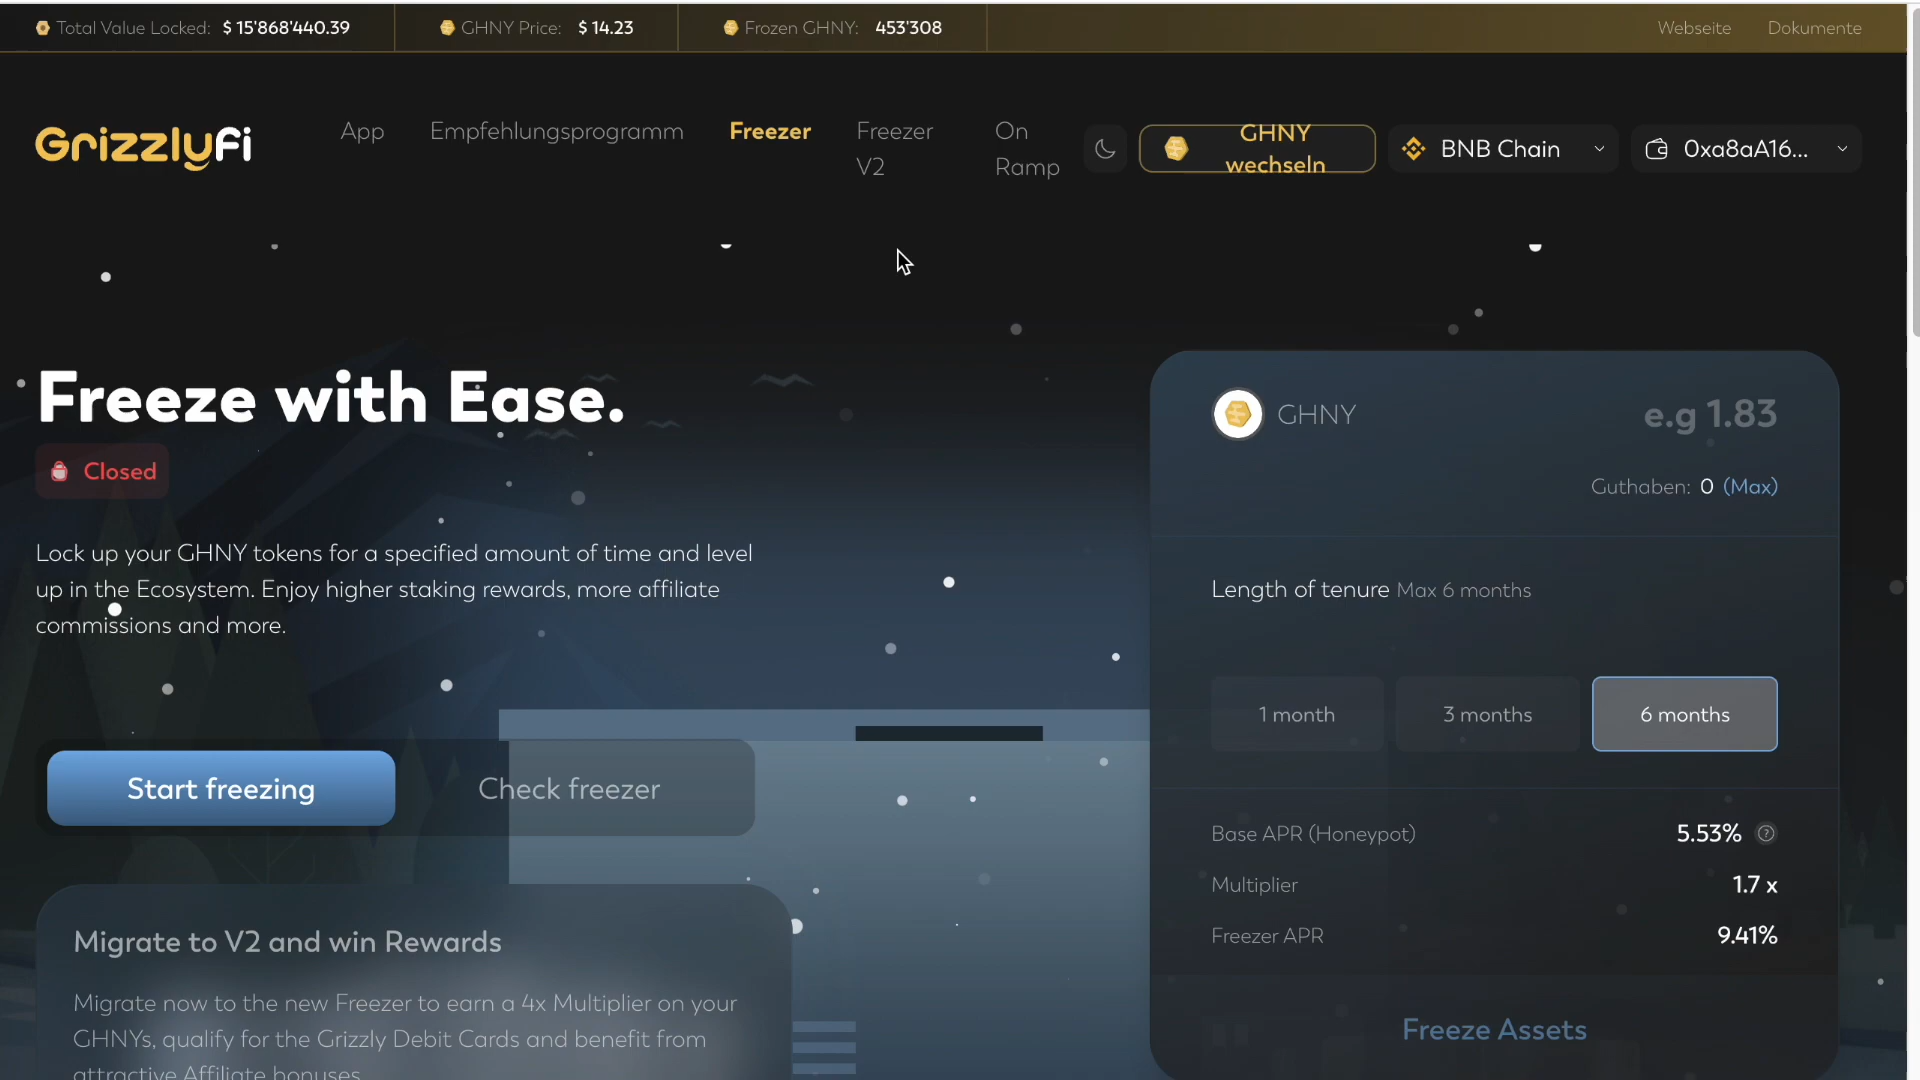 Total Value Locked: $ 15'868'440.39 GHNY Price: $ 14.23 Frozen GHNY: 453'308 Webseite Dokumente
GrizzlyFi App Empfehlungsprogramm Freezer Freezer V2 On Ramp GHNY wechseln BNB Chain 0xa8aA16...
Freeze with Ease.
Closed
Lock up your GHNY tokens for a specified amount of time and level
up in the Ecosystem. Enjoy higher staking rewards, more affiliate
commissions and more.
Start freezing Check freezer
Migrate to V2 and win Rewards
Migrate now to the new Freezer to earn a 4x Multiplier on your
GHNYs, qualify for the Grizzly Debit Cards and benefit from
attractive Affiliate bonuses.
GHNY e.g 1.83
Guthaben: 0 (Max)
Length of tenure Max 6 months
1 month 3 months 6 months
Base APR (Honeypot) 5.53% ?
Multiplier 1.7 x
Freezer APR 9.41%
Freeze Assets